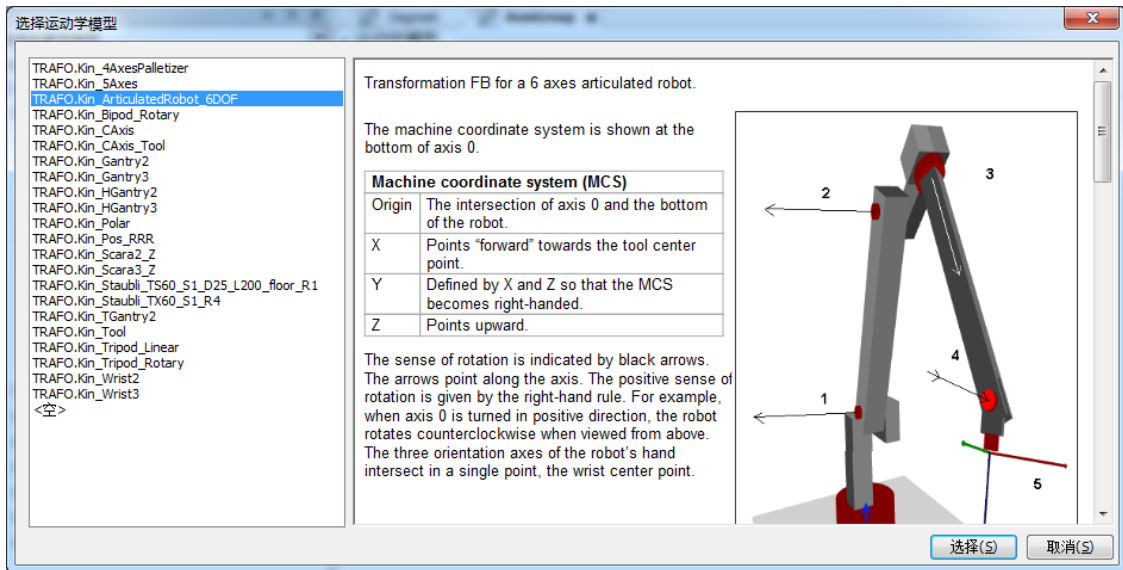 选择运动学模型
TRAFO.Kin_4AxesPalletizer
TRAFO.Kin_5Axes
TRAFO.Kin_ArticulatedRobot_6DOF
TRAFO.Kin_Bipod_Rotary
TRAFO.Kin_CAxis
TRAFO.Kin_CAxis_Tool
TRAFO.Kin_Gantry2
TRAFO.Kin_Gantry3
TRAFO.Kin_HGantry2
TRAFO.Kin_HGantry3
TRAFO.Kin_Polar
TRAFO.Kin_Pos_RRR
TRAFO.Kin_Scara2_Z
TRAFO.Kin_Scara3_Z
TRAFO.Kin_Staubli_TS60_S1_D25_L200_floor_R1
TRAFO.Kin_Staubli_TX60_S1_R4
TRAFO.Kin_TGantry2
TRAFO.Kin_Tool
TRAFO.Kin_Tripod_Linear
TRAFO.Kin_Tripod_Rotary
TRAFO.Kin_Wrist2
TRAFO.Kin_Wrist3
<空>
Transformation FB for a 6 axes articulated robot.
The machine coordinate system is shown at the
bottom of axis 0.
Machine coordinate system (MCS)
Origin The intersection of axis 0 and the bottom
of the robot.
X Points “forward” towards the tool center
point.
Y Defined by X and Z so that the MCS
becomes right-handed.
Z Points upward.
The sense of rotation is indicated by black arrows.
The arrows point along the axis. The positive sense of
rotation is given by the right-hand rule. For example,
when axis 0 is turned in positive direction, the robot
rotates counterclockwise when viewed from above.
The three orientation axes of the robot’s hand
intersect in a single point, the wrist center point.
3
2
4
1
5
选择(S)
取消(S)